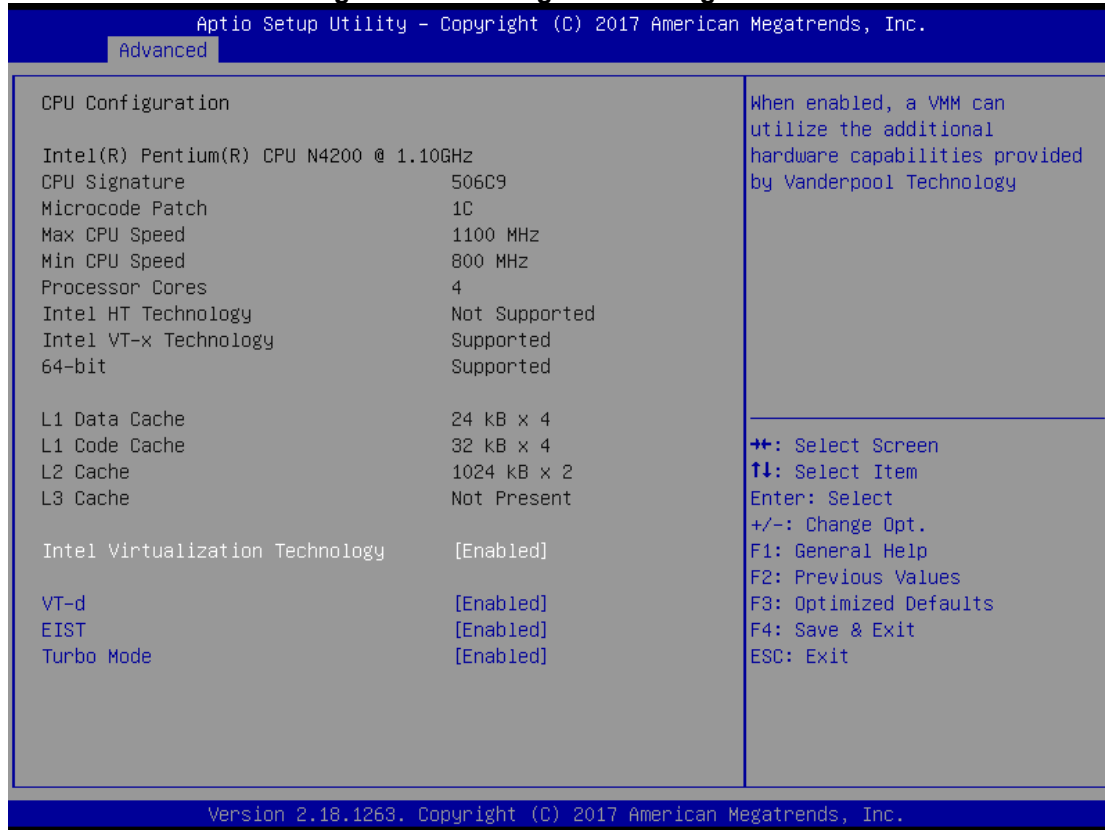 Aptio Setup Utility – Copyright (C) 2017 American Megatrends, Inc.
Advanced
CPU Configuration
Intel(R) Pentium(R) CPU N4200 @ 1.10GHz
CPU Signature 506C9
Microcode Patch 1C
Max CPU Speed 1100 MHz
Min CPU Speed 800 MHz
Processor Cores 4
Intel HT Technology Not Supported
Intel VT-x Technology Supported
64-bit Supported
L1 Data Cache 24 kB x 4
L1 Code Cache 32 kB x 4
L2 Cache 1024 kB x 2
L3 Cache Not Present
Intel Virtualization Technology [Enabled]
VT-d [Enabled]
EIST [Enabled]
Turbo Mode [Enabled]
When enabled, a VMM can
utilize the additional
hardware capabilities provided
by Vanderpool Technology
→←: Select Screen
↑↓: Select Item
Enter: Select
+/-: Change Opt.
F1: General Help
F2: Previous Values
F3: Optimized Defaults
F4: Save & Exit
ESC: Exit
Version 2.18.1263. Copyright (C) 2017 American Megatrends, Inc.